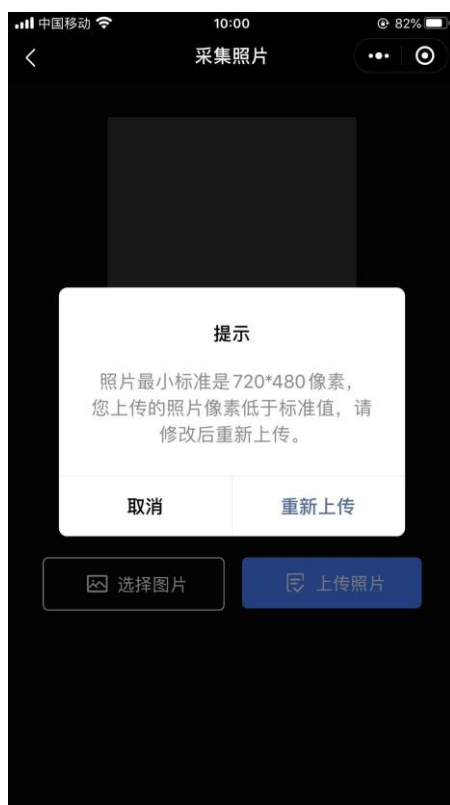 中国移动 10:00 82%
采集照片
提示
照片最小标准是720*480像素，
您上传的照片像素低于标准值，请
修改后重新上传。
取消 重新上传
选择图片 上传照片